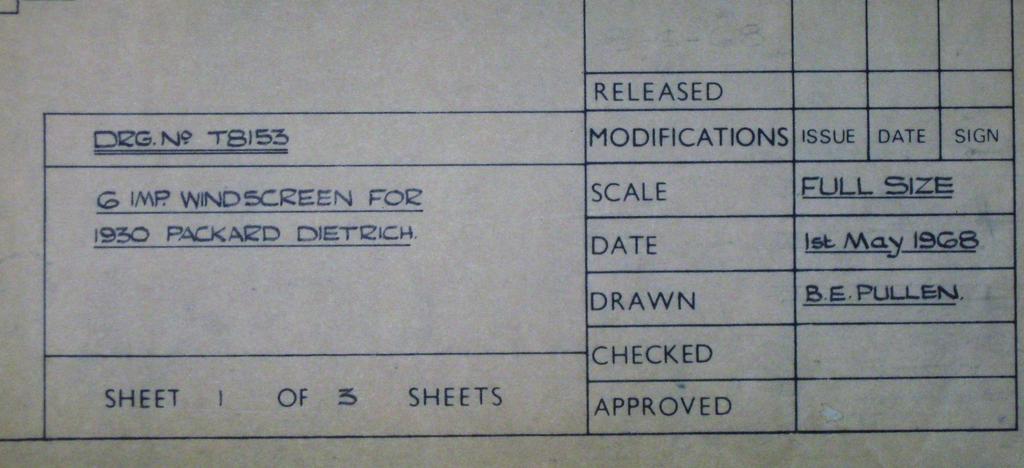 RELEASED
MODIFICATIONS ISSUE DATE SIGN
DRG. Nº T8153
G IMP. WINDSCREEN FOR
1930 PACKARD DIETRICH.
SCALE FULL SIZE
DATE 1st May 1968
DRAWN B.E. PULLEN.
CHECKED
APPROVED
SHEET 1 OF 3 SHEETS